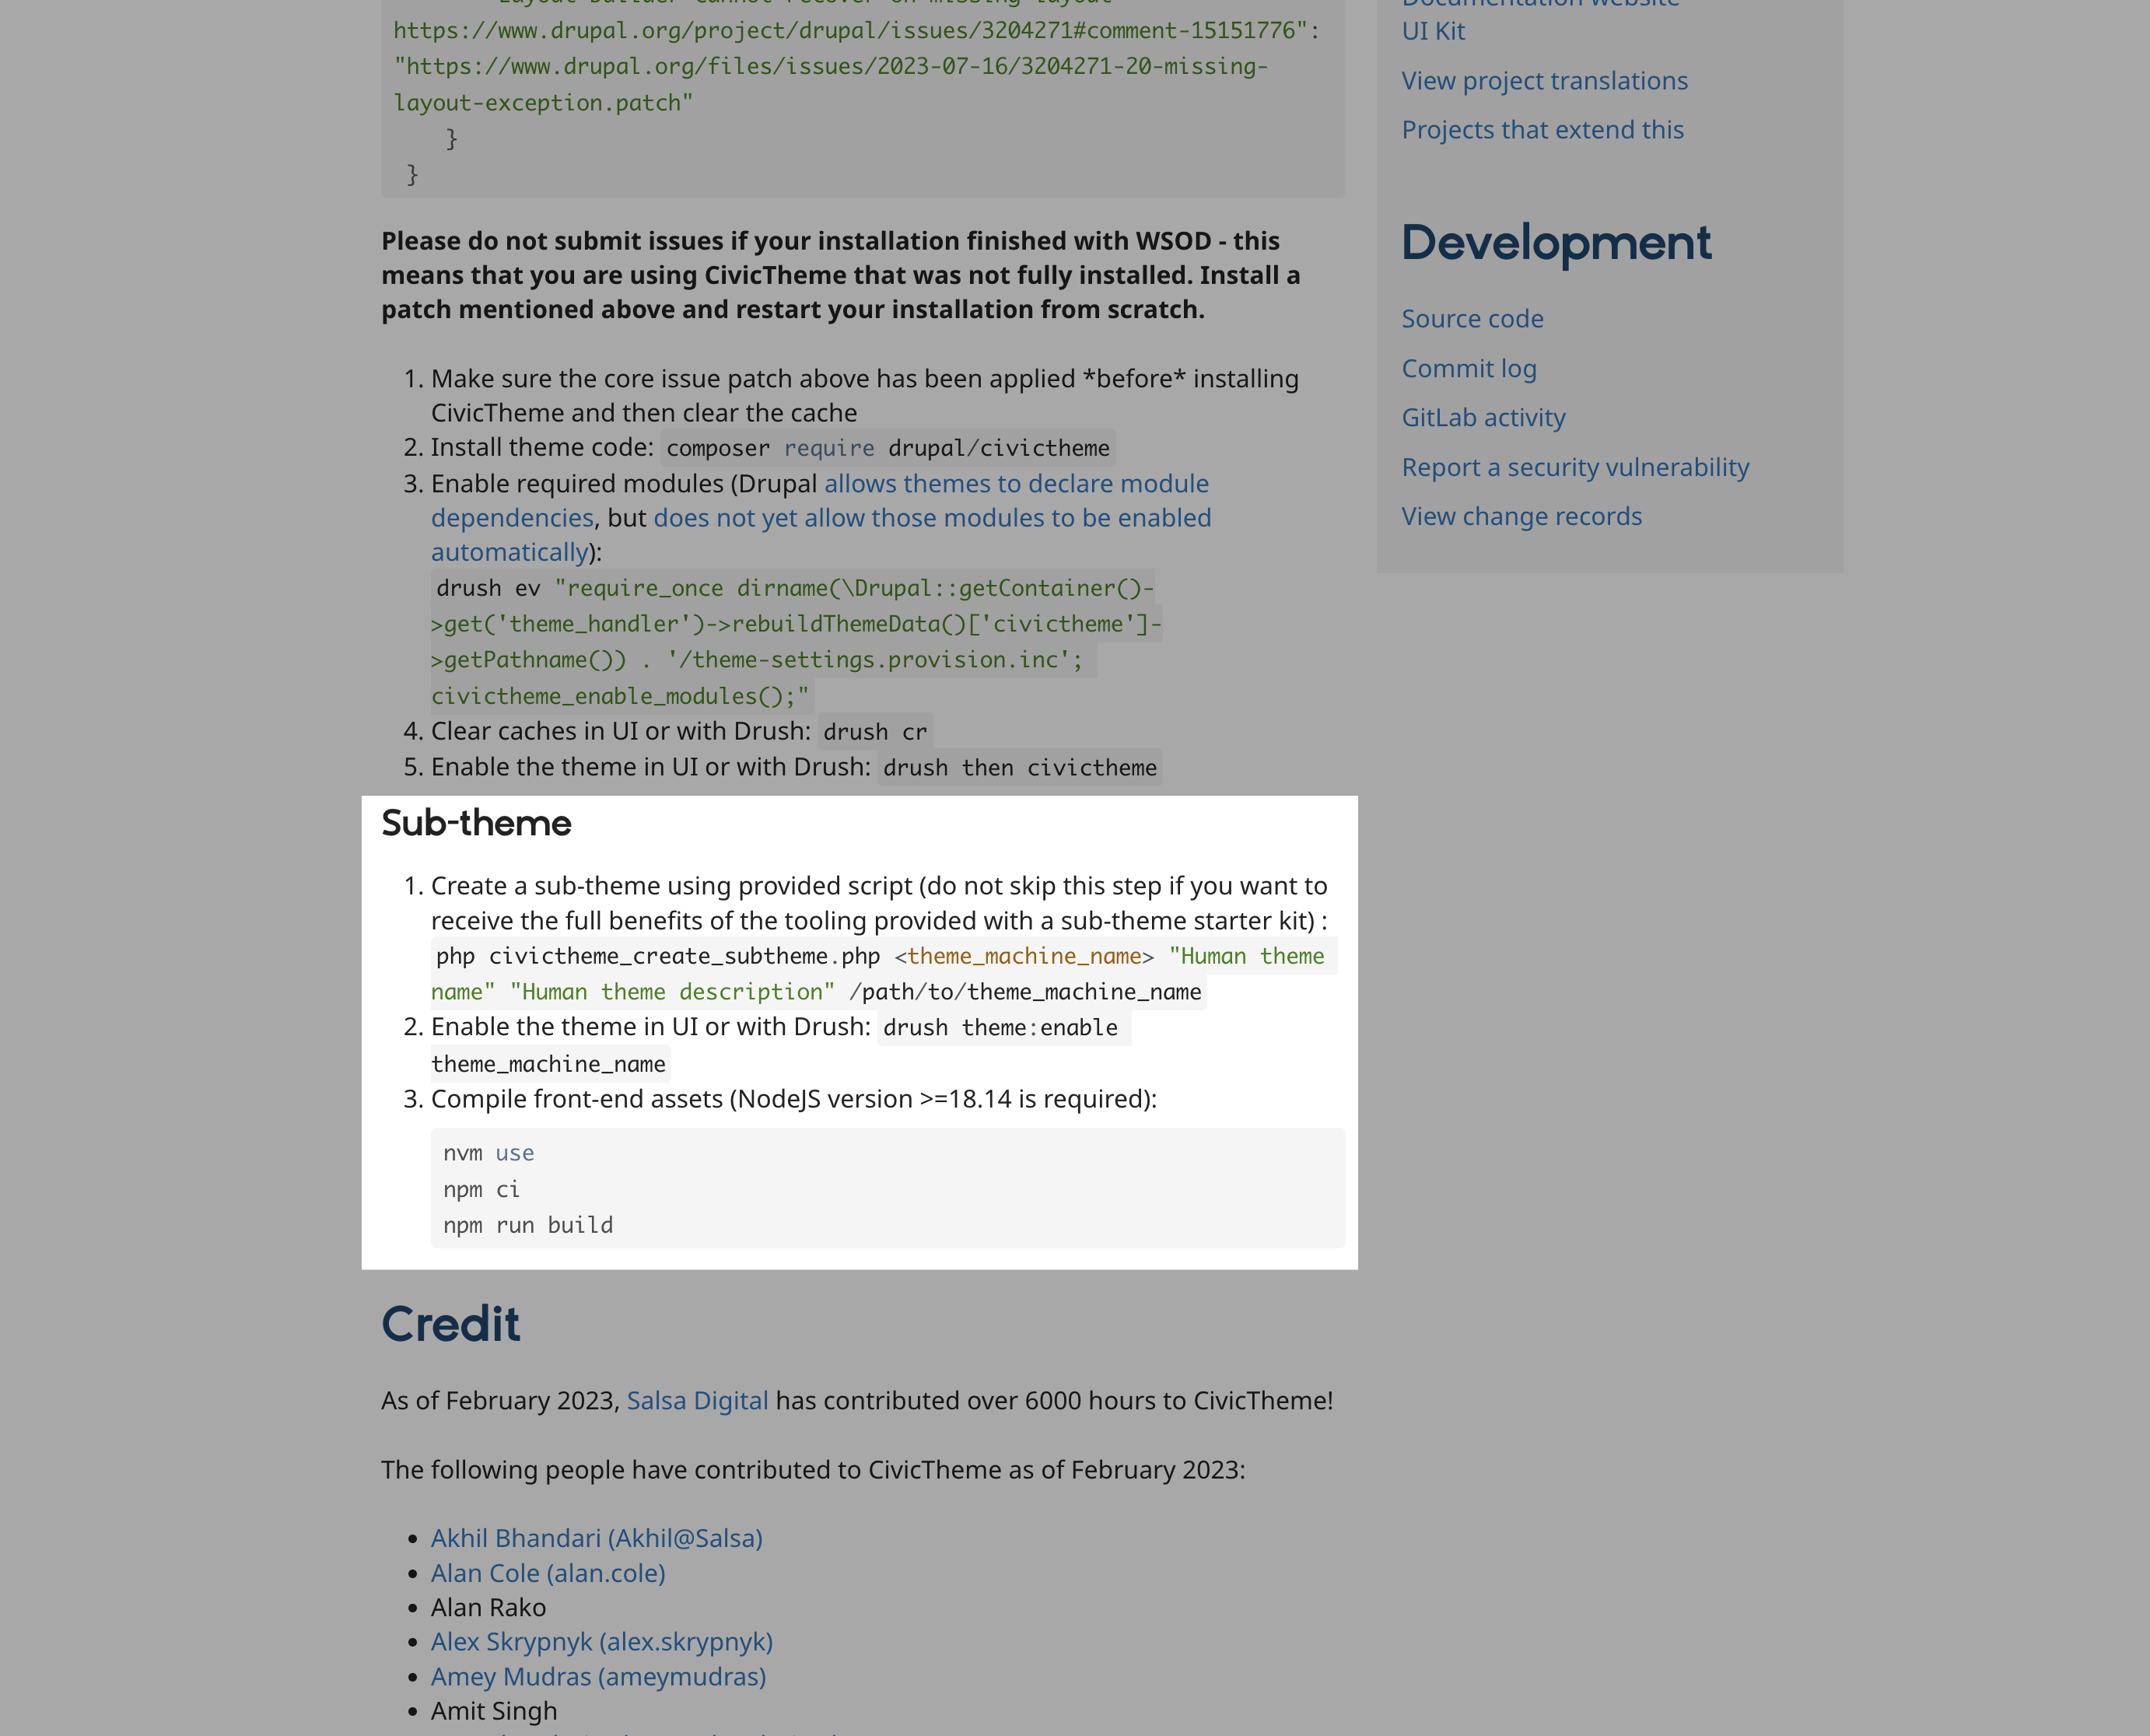 https://www.drupal.org/project/drupal/issues/3204271#comment-15151776":
"https://www.drupal.org/files/issues/2023-07-16/3204271-20-missing-
layout-exception.patch"
}
}
Please do not submit issues if your installation finished with WSOD - this
means that you are using CivicTheme that was not fully installed. Install a
patch mentioned above and restart your installation from scratch.
1. Make sure the core issue patch above has been applied *before* installing
CivicTheme and then clear the cache
2. Install theme code: composer require drupal/civictheme
3. Enable required modules (Drupal allows themes to declare module
dependencies, but does not yet allow those modules to be enabled
automatically):
drush ev "require_once dirname(\Drupal::getContainer()-
>get('theme_handler')->rebuildThemeData()['civictheme']-
>getPathname()) . '/theme-settings.provision.inc';
civictheme_enable_modules();"
4. Clear caches in UI or with Drush: drush cr
5. Enable the theme in UI or with Drush: drush then civictheme
Sub-theme
1. Create a sub-theme using provided script (do not skip this step if you want to
receive the full benefits of the tooling provided with a sub-theme starter kit) :
php civictheme_create_subtheme.php <theme_machine_name> "Human theme
name" "Human theme description" /path/to/theme_machine_name
2. Enable the theme in UI or with Drush: drush theme:enable
theme_machine_name
3. Compile front-end assets (NodeJS version >=18.14 is required):
nvm use
npm ci
npm run build
Credit
As of February 2023, Salsa Digital has contributed over 6000 hours to CivicTheme!
The following people have contributed to CivicTheme as of February 2023:
• Akhil Bhandari (Akhil@Salsa)
• Alan Cole (alan.cole)
• Alan Rako
• Alex Skrypnyk (alex.skrypnyk)
• Amey Mudras (ameymudras)
• Amit Singh
Documentation website
UI Kit
View project translations
Projects that extend this
Development
Source code
Commit log
GitLab activity
Report a security vulnerability
View change records